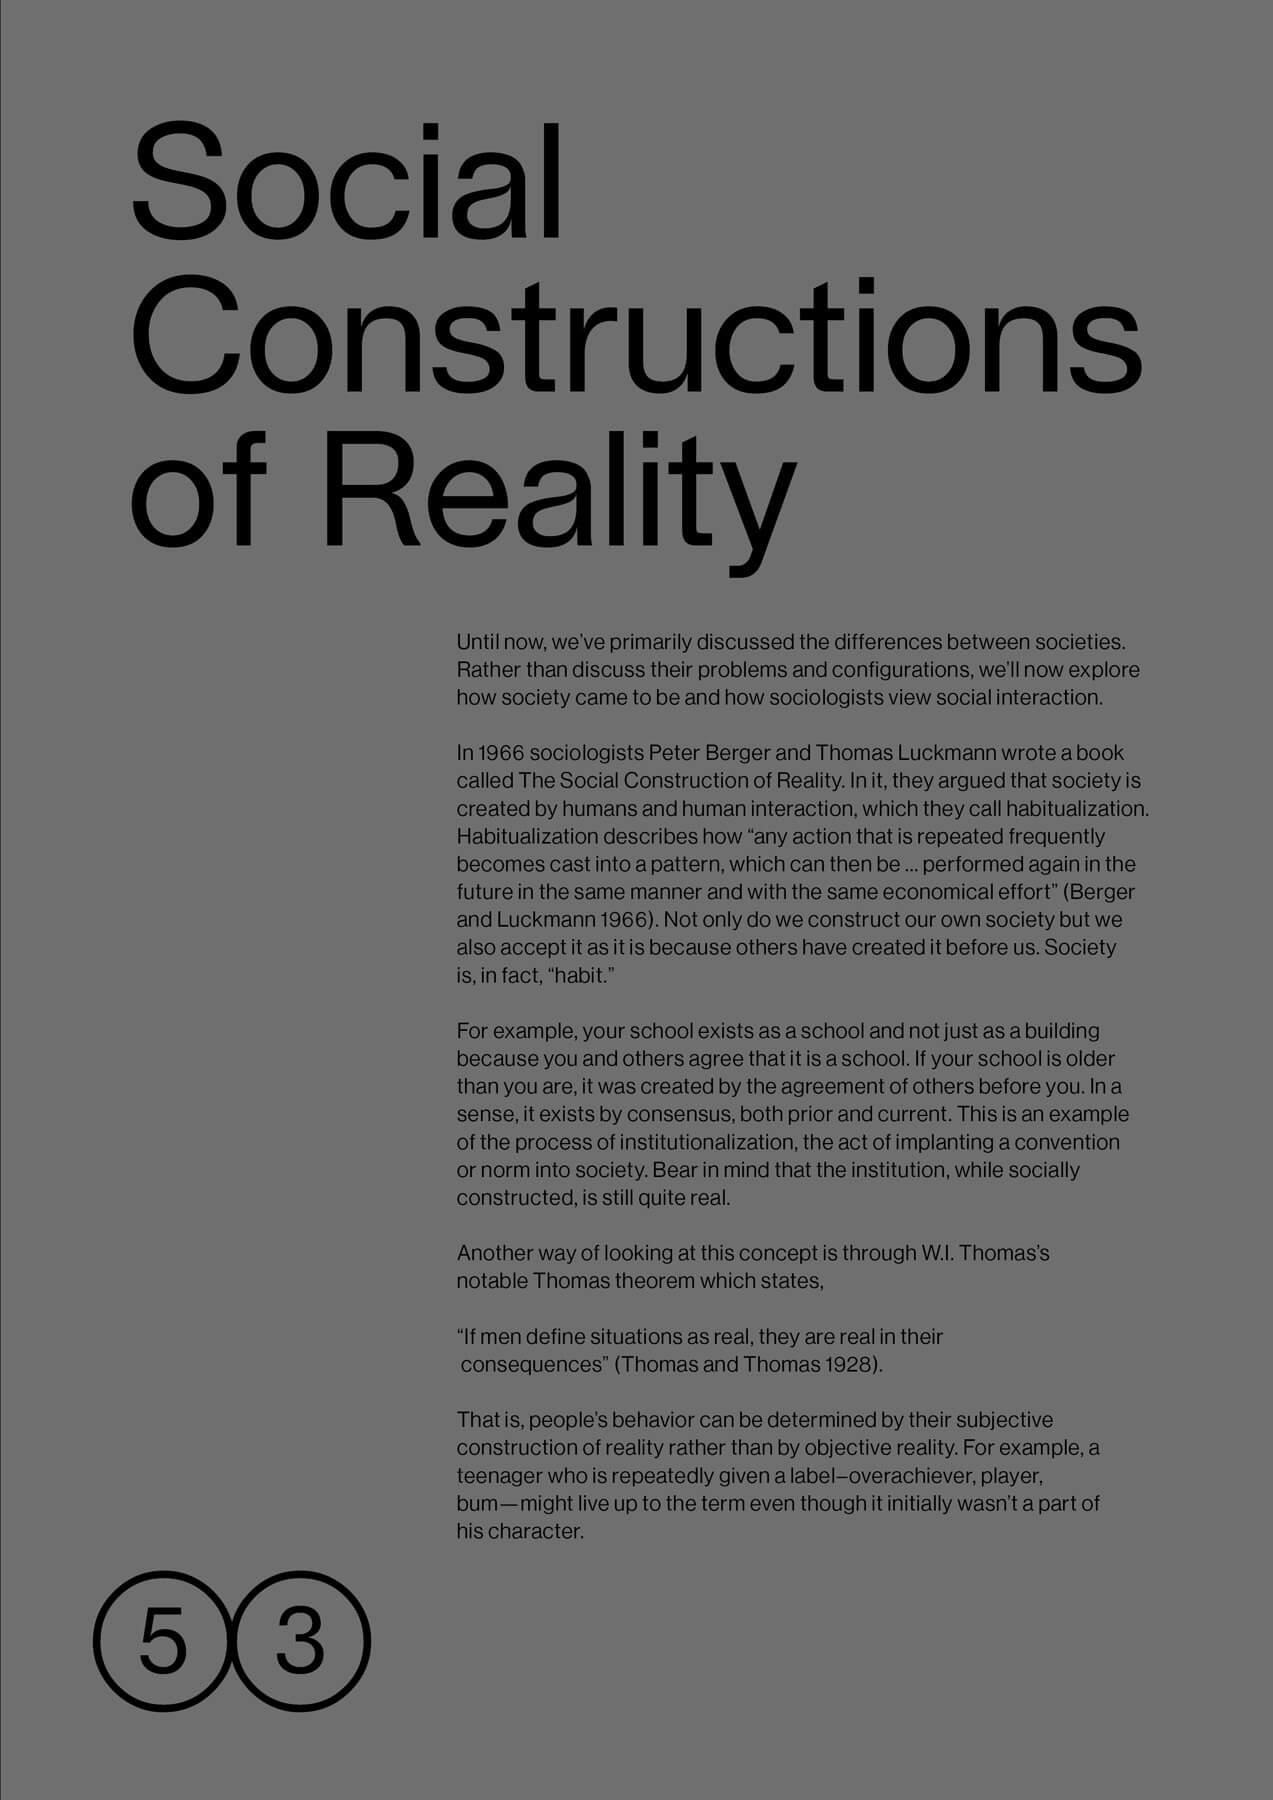 Social
Constructions
of Reality
Until now, we’ve primarily discussed the differences between societies.
Rather than discuss their problems and configurations, we’ll now explore
how society came to be and how sociologists view social interaction.
In 1966 sociologists Peter Berger and Thomas Luckmann wrote a book
called The Social Construction of Reality. In it, they argued that society is
created by humans and human interaction, which they call habitualization.
Habitualization describes how “any action that is repeated frequently
becomes cast into a pattern, which can then be ... performed again in the
future in the same manner and with the same economical effort” (Berger
and Luckmann 1966). Not only do we construct our own society but we
also accept it as it is because others have created it before us. Society
is, in fact, “habit.”
For example, your school exists as a school and not just as a building
because you and others agree that it is a school. If your school is older
than you are, it was created by the agreement of others before you. In a
sense, it exists by consensus, both prior and current. This is an example
of the process of institutionalization, the act of implanting a convention
or norm into society. Bear in mind that the institution, while socially
constructed, is still quite real.
Another way of looking at this concept is through W.I. Thomas’s
notable Thomas theorem which states,
“If men define situations as real, they are real in their
consequences” (Thomas and Thomas 1928).
That is, people’s behavior can be determined by their subjective
construction of reality rather than by objective reality. For example, a
teenager who is repeatedly given a label–overachiever, player,
bum—might live up to the term even though it initially wasn’t a part of
his character.
5 3